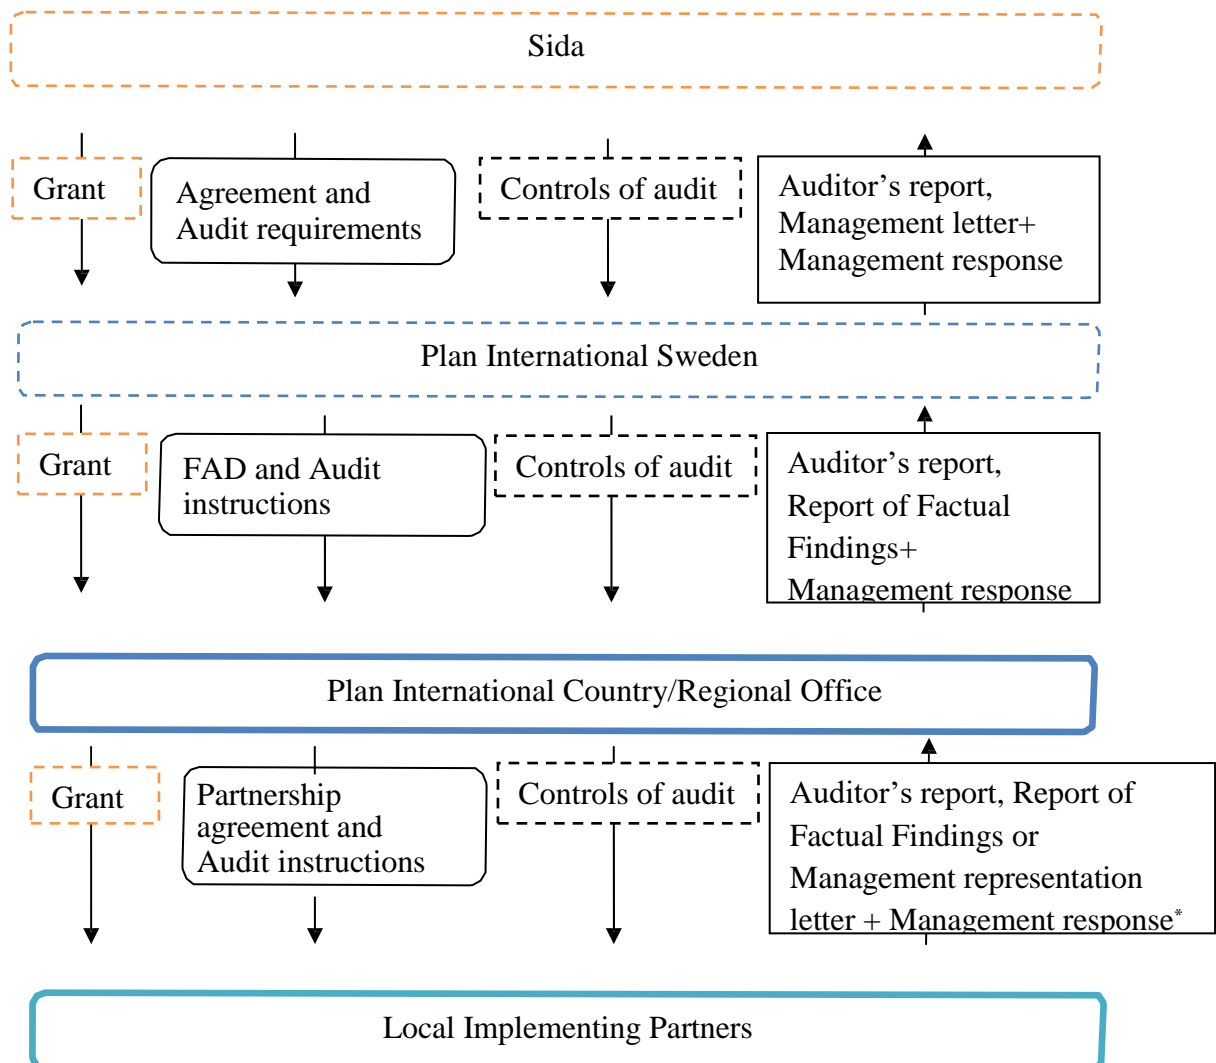 Sida
Grant
Agreement and
Audit requirements
Controls of audit
Auditor’s report,
Management letter+
Management response
Plan International Sweden
Grant
FAD and Audit
instructions
Controls of audit
Auditor’s report,
Report of Factual
Findings+
Management response
Plan International Country/Regional Office
Grant
Partnership
agreement and
Audit instructions
Controls of audit
Auditor’s report, Report of
Factual Findings or
Management representation
letter + Management response*
Local Implementing Partners